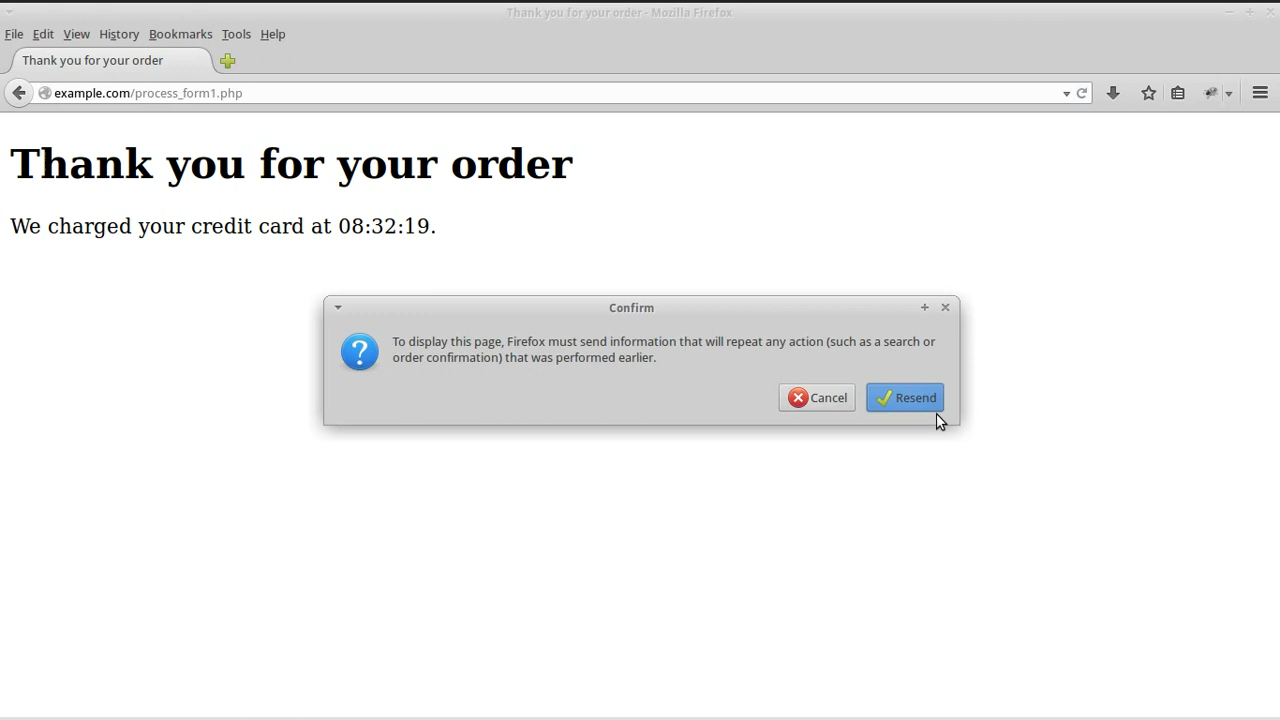 Thank you for your order - Mozilla Firefox
File Edit View History Bookmarks Tools Help
Thank you for your order
example.com/process_form1.php
Thank you for your order
We charged your credit card at 08:32:19.
Confirm
To display this page, Firefox must send information that will repeat any action (such as a search or
order confirmation) that was performed earlier.
Cancel Resend